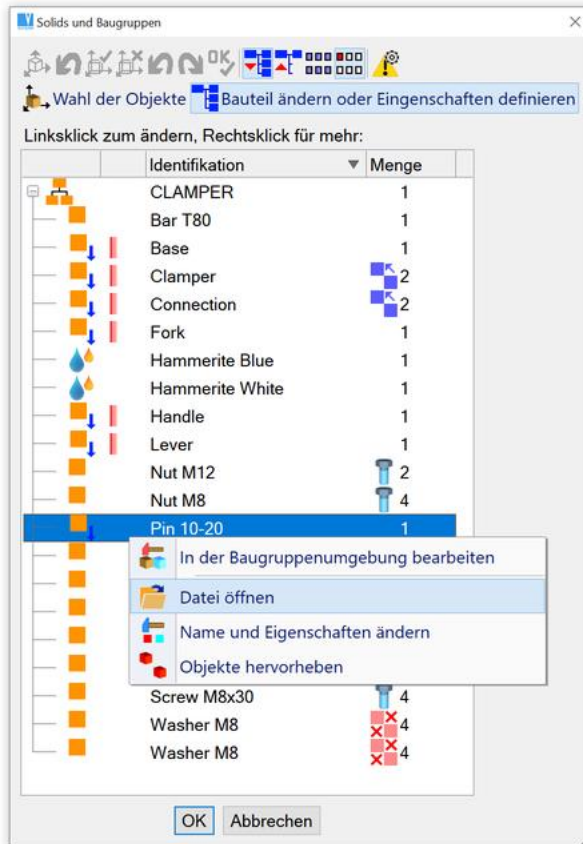 Solids und Baugruppen
OK
Wahl der Objekte Bauteil ändern oder Eingenschaften definieren
Linksklick zum ändern, Rechtsklick für mehr:
Identifikation Menge
CLAMPER 1
Bar T80 1
Base 1
Clamper 2
Connection 2
Fork 1
Hammerite Blue 1
Hammerite White 1
Handle 1
Lever 1
Nut M12 2
Nut M8 4
Pin 10-20 1
In der Baugruppenumgebung bearbeiten
Datei öffnen
Name und Eigenschaften ändern
Objekte hervorheben
Screw M8x30 4
Washer M8 4
Washer M8 4
OK Abbrechen